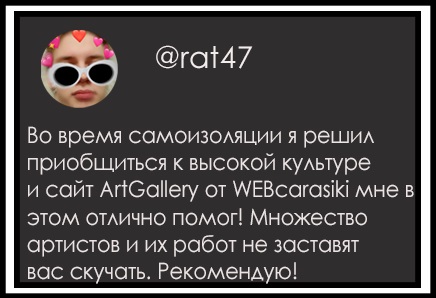 @rat47
Во время самоизоляции я решил
приобщиться к высокой культуре
и сайт ArtGallery от WEBcarasiki мне в
этом отлично помог! Множество
артистов и их работ не заставят
вас скучать. Рекомендую!